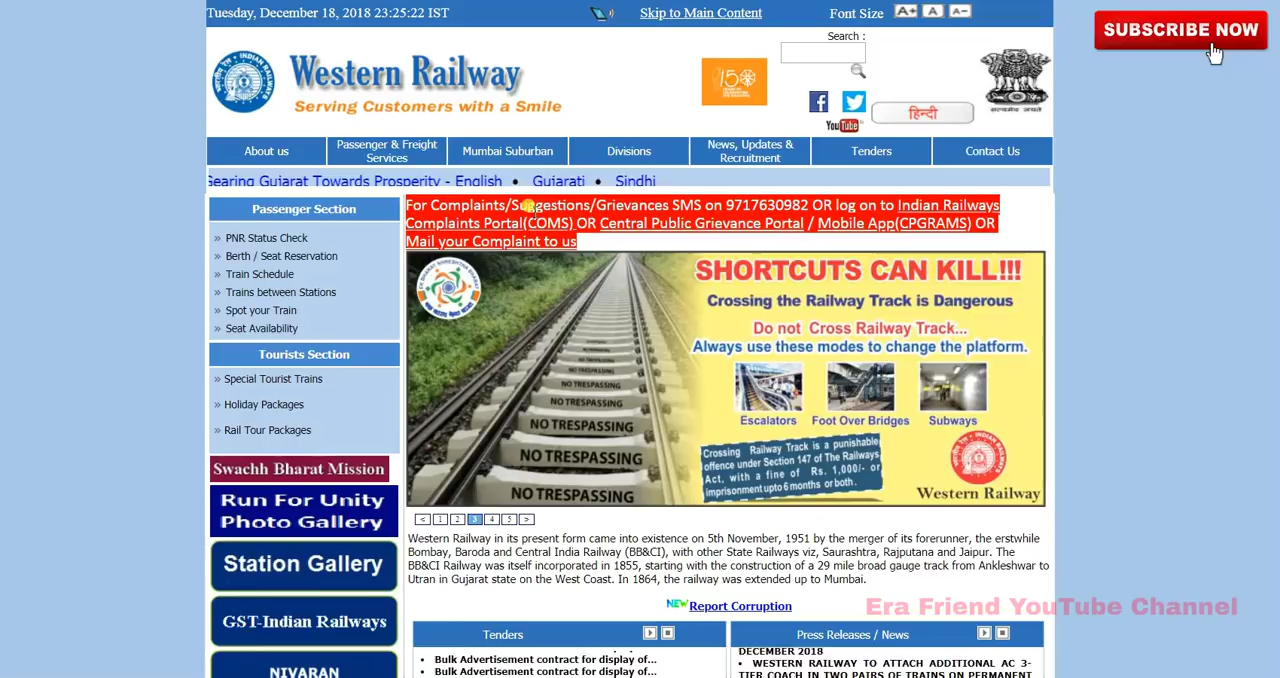 Tuesday, December 18, 2018 23:25:22 IST
Skip to Main Content
Font Size A+ A A-
SUBSCRIBE NOW
Western Railway
Serving Customers with a Smile
Search :
हिन्दी
You Tube
About us
Passenger & Freight
Services
Mumbai Suburban
Divisions
News, Updates &
Recruitment
Tenders
Contact Us
Gearing Gujarat Towards Prosperity - English • Gujarati • Sindhi
Passenger Section
» PNR Status Check
» Berth / Seat Reservation
» Train Schedule
» Trains between Stations
» Spot your Train
» Seat Availability
Tourists Section
» Special Tourist Trains
» Holiday Packages
» Rail Tour Packages
Swachh Bharat Mission
Run For Unity
Photo Gallery
Station Gallery
GST-Indian Railways
NIVARAN
For Complaints/Suggestions/Grievances SMS on 9717630982 OR log on to Indian Railways
Complaints Portal(COMS) OR Central Public Grievance Portal / Mobile App(CPGRAMS) OR
Mail your Complaint to us
SHORTCUTS CAN KILL!!!
Crossing the Railway Track is Dangerous
Do not Cross Railway Track...
Always use these modes to change the platform.
Escalators Foot Over Bridges Subways
NO TRESPASSING
NO TRESPASSING
NO TRESPASSING
NO TRESPASSING
NO TRESPASSING
NO TRESPASSING
Crossing Railway Track is a punishable
offence under Section 147 of The Railways
Act, with a fine of Rs. 1,000/- or
imprisonment upto 6 months or both.
Western Railway
< 1 2 3 4 5 >
Western Railway in its present form came into existence on 5th November, 1951 by the merger of its forerunner, the erstwhile
Bombay, Baroda and Central India Railway (BB&CI), with other State Railways viz, Saurashtra, Rajputana and Jaipur. The
BB&CI Railway was itself incorporated in 1855, starting with the construction of a 29 mile broad gauge track from Ankleshwar to
Utran in Gujarat state on the West Coast. In 1864, the railway was extended up to Mumbai.
NEW Report Corruption
Era Friend YouTube Channel
Tenders
• Bulk Advertisement contract for display of...
• Bulk Advertisement contract for display of...
Press Releases / News
DECEMBER 2018
• WESTERN RAILWAY TO ATTACH ADDITIONAL AC 3-
TIER COACH IN TWO PAIRS OF TRAINS ON PERMANENT